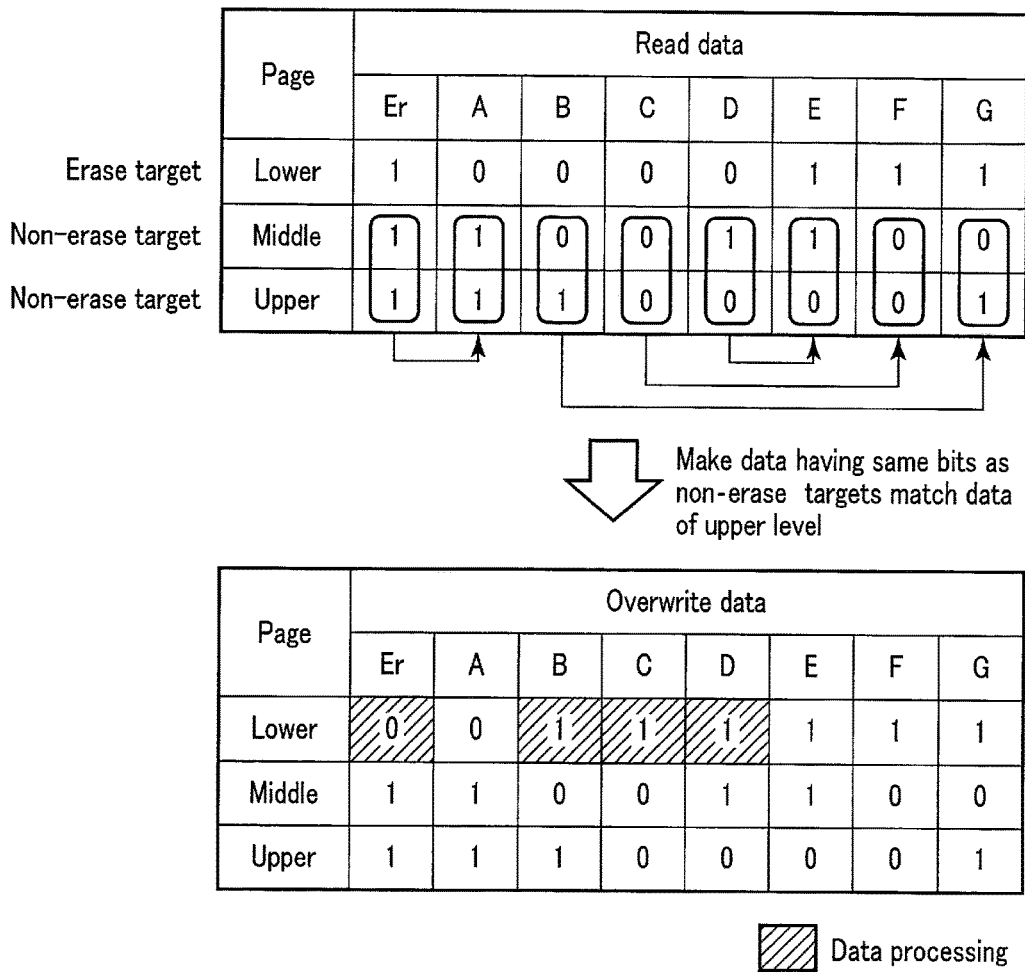 Page Read data
Er A B C D E F G
Erase target Lower 1 0 0 0 0 1 1 1
Non-erase target Middle 1 1 0 0 1 1 0 0
Non-erase target Upper 1 1 1 0 0 0 0 1
Make data having same bits as
non-erase targets match data
of upper level
Page Overwrite data
Er A B C D E F G
Lower 0 0 1 1 1 1 1 1
Middle 1 1 0 0 1 1 0 0
Upper 1 1 1 0 0 0 0 1
Data processing